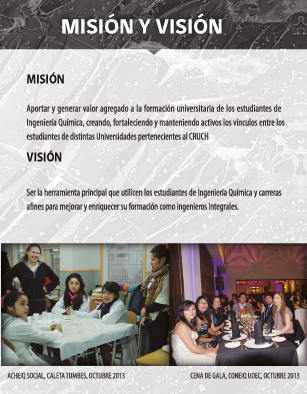 MISIÓN Y VISIÓN
MISIÓN
Aportar y generar valor agregado a la formación universitaria de los estudiantes de
Ingeniería Química, creando, fortaleciendo y manteniendo activos los vínculos entre los
estudiantes de distintas Universidades pertenecientes al CRUCH
VISIÓN
Ser la herramienta principal que utilicen los estudiantes de Ingeniería Química y carreras
afines para mejorar y enriquecer su formación como ingenieros integrales.
ACHEIQ SOCIAL, CALETA TUMBES, OCTUBRE 2013
CENA DE GALA, CONEIQ UDEC, OCTUBRE 2013